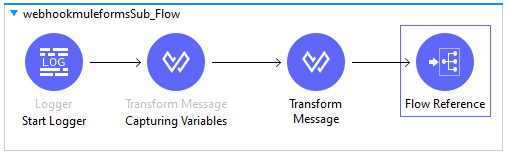 webhookmuleformsSub_Flow
LOG
Logger
Start Logger
Transform Message
Capturing Variables
Transform
Message
Flow Reference